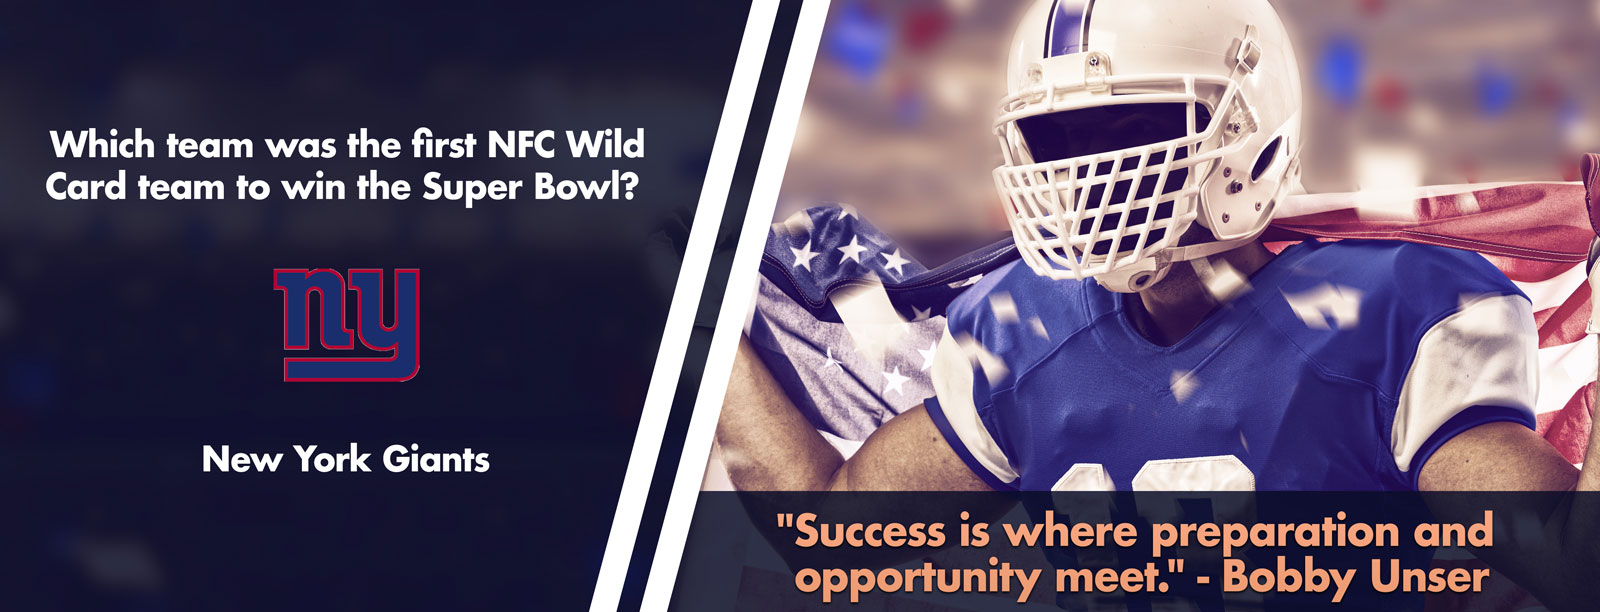 Which team was the first NFC Wild
Card team to win the Super Bowl?
ny
New York Giants
"Success is where preparation and
opportunity meet." - Bobby Unser